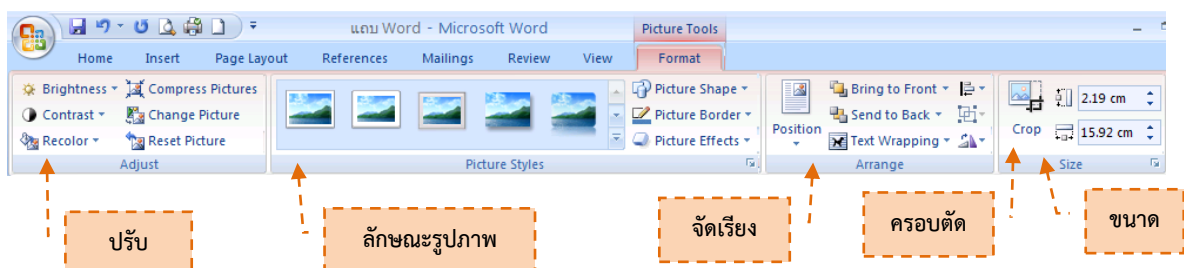 แถบ Word - Microsoft Word
Picture Tools
Home Insert Page Layout References Mailings Review View Format
Brightness Compress Pictures Picture Shape Bring to Front 2.19 cm
Contrast Change Picture Picture Border Send to Back
Position Crop 15.92 cm
Recolor Reset Picture Picture Effects Text Wrapping
Adjust Picture Styles Arrange Size
ปรับ ลักษณะรูปภาพ จัดเรียง ครอบตัด ขนาด